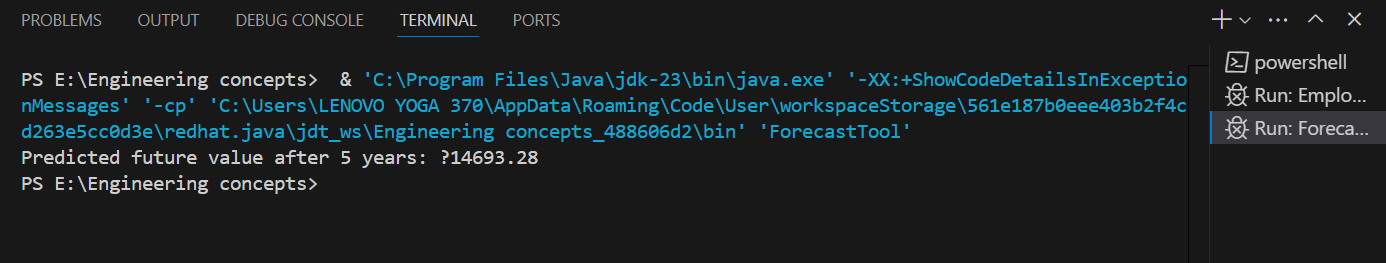 PROBLEMS OUTPUT DEBUG CONSOLE TERMINAL PORTS
PS E:\Engineering concepts>  & 'C:\Program Files\Java\jdk-23\bin\java.exe' '-XX:+ShowCodeDetailsInExceptio
nMessages' '-cp' 'C:\Users\LENOVO YOGA 370\AppData\Roaming\Code\User\workspaceStorage\561e187b0eee403b2f4c
d263e5cc0d3e\redhat.java\jdt_ws\Engineering concepts_488606d2\bin' 'ForecastTool'
Predicted future value after 5 years: ?14693.28
PS E:\Engineering concepts>
powershell
Run: Emplo...
Run: Foreca...